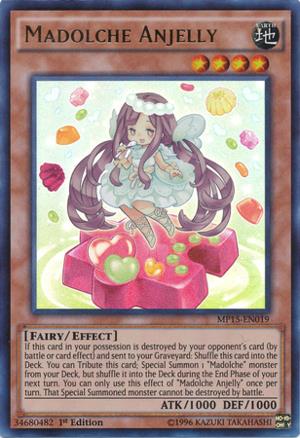 MADOLCHE ANJELLY
EARTH
地
MP15-EN019
[FAIRY/EFFECT]
If this card in your possession is destroyed by your opponent's card (by
battle or card effect) and sent to your Graveyard: Shuffle this card into the
Deck. You can Tribute this card; Special Summon 1 "Madolche" monster
from your Deck, but shuffle it into the Deck during the End Phase of your
next turn. You can only use this effect of "Madolche Anjelly" once per
turn. That Special Summoned monster cannot be destroyed by battle.
ATK/1000 DEF/1000
34680482 1st Edition ©1996 KAZUKI TAKAHASHI